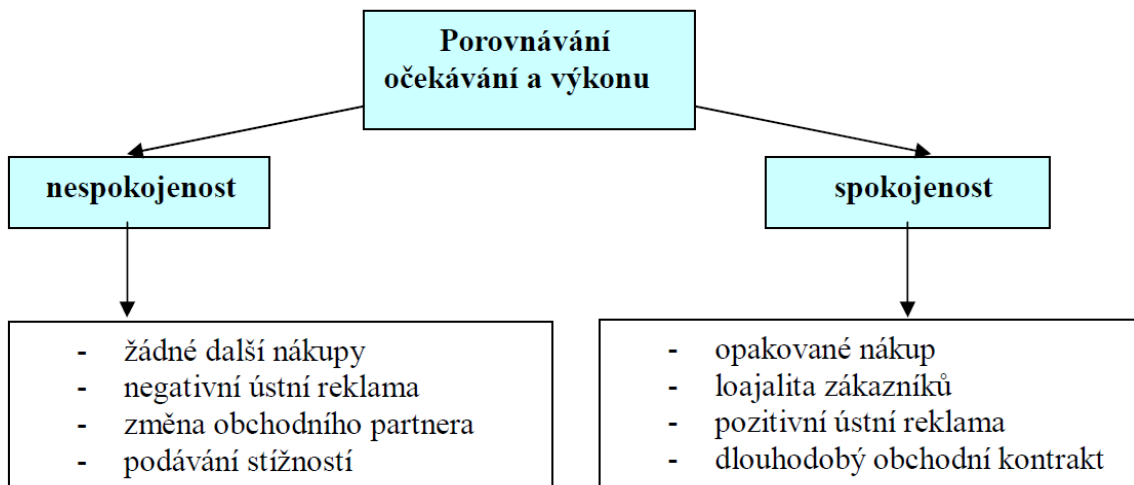 Porovnávání
očekávání a výkonu
nespokojenost
spokojenost
- žádné další nákupy
- negativní ústní reklama
- změna obchodního partnera
- podávání stížností
- opakované nákup
- loajalita zákazníků
- pozitivní ústní reklama
- dlouhodobý obchodní kontrakt